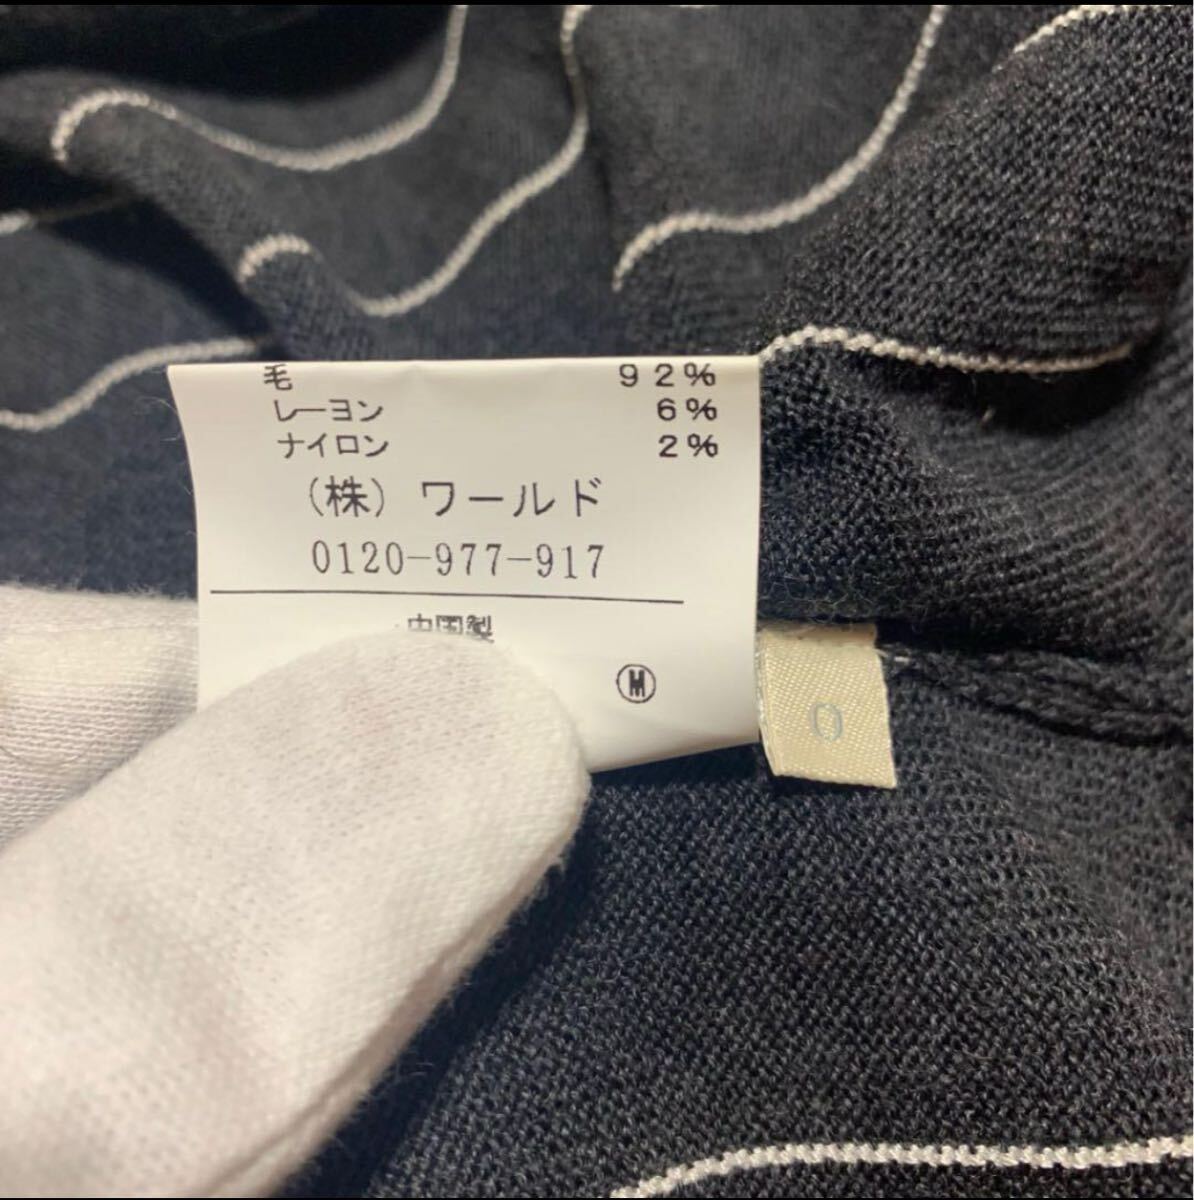 毛 92%
レーヨン 6%
ナイロン 2%
(株) ワールド
0120-977-917
中国製
M
0